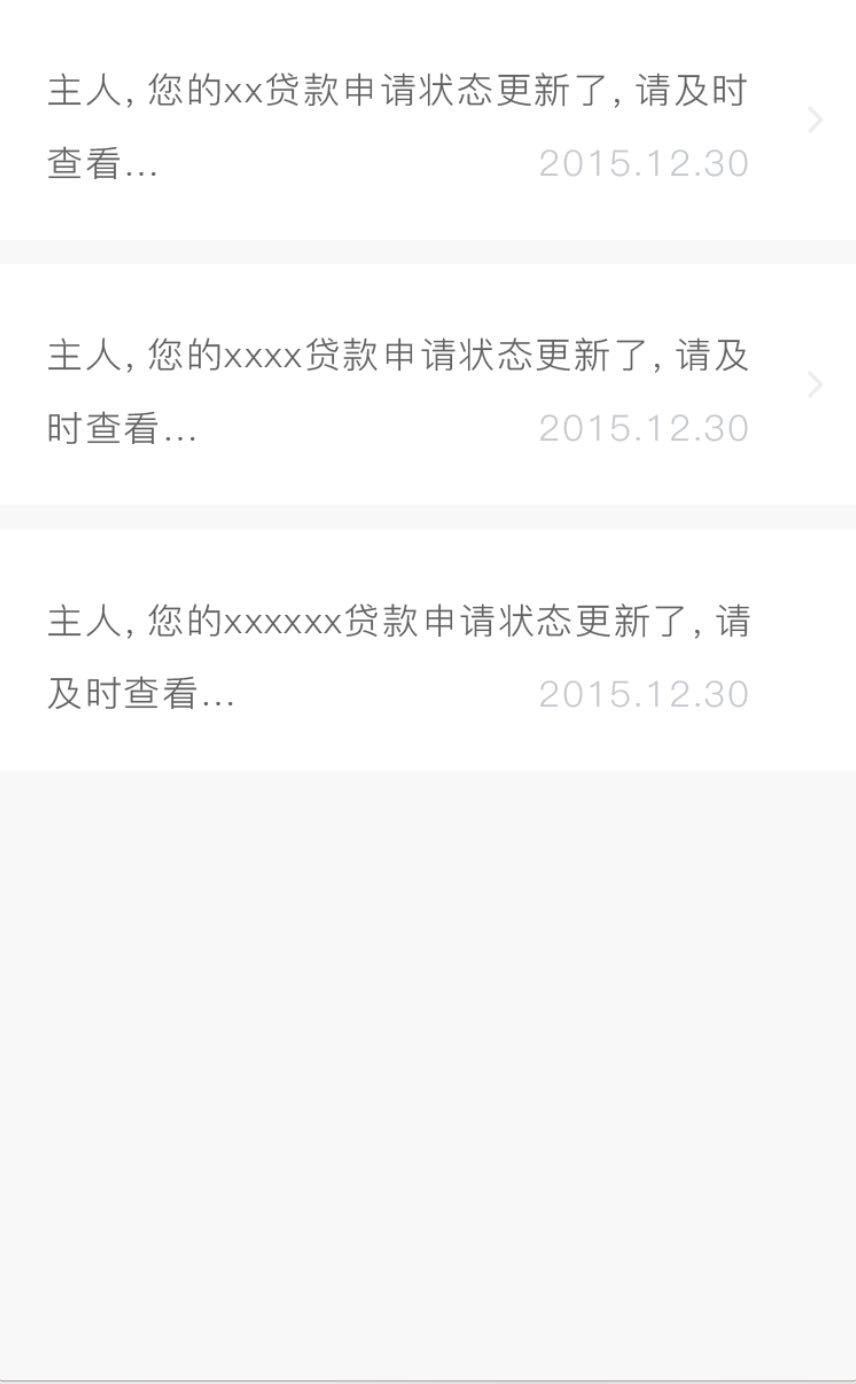 主人, 您的xx贷款申请状态更新了, 请及时
查看... 2015.12.30
主人, 您的xxxx贷款申请状态更新了, 请及
时查看... 2015.12.30
主人, 您的xxxxxx贷款申请状态更新了, 请
及时查看... 2015.12.30